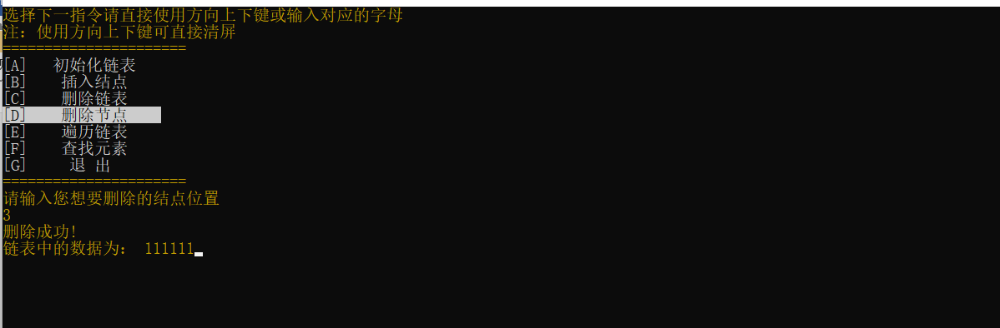 选择下一指令请直接使用方向上下键或输入对应的字母
注：使用方向上下键可直接清屏
======================
[A]   初始化链表
[B]    插入结点
[C]    删除链表
[D]    删除节点
[E]    遍历链表
[F]    查找元素
[G]     退 出
======================
请输入您想要删除的结点位置
3
删除成功!
链表中的数据为： 111111